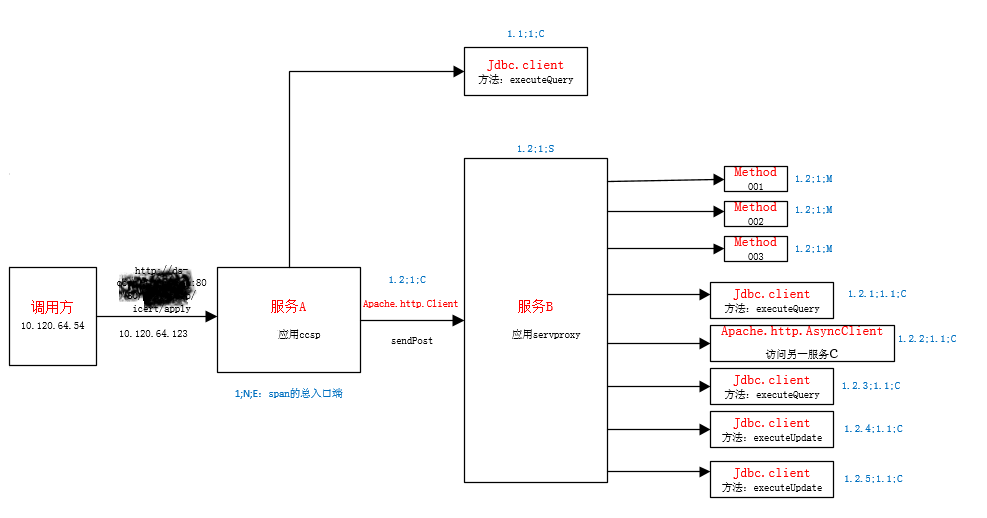 1.1;1;C
Jdbc.client
方法: executeQuery
1.2;1;S
Method
001
1.2;1;M
Method
002
1.2;1;M
Method
003
1.2;1;M
调用方
10.120.64.54
http://ds-
:80
icert/apply
10.120.64.123
服务A
应用ccsp
1;N;E: span的总入口端
1.2;1;C
Apache.http.Client
sendPost
服务B
应用servproxy
Jdbc.client
方法: executeQuery
1.2.1;1.1;C
Apache.http.AsyncClient
访问另一服务C
1.2.2;1.1;C
Jdbc.client
方法: executeQuery
1.2.3;1.1;C
Jdbc.client
方法: executeUpdate
1.2.4;1.1;C
Jdbc.client
方法: executeUpdate
1.2.5;1.1;C